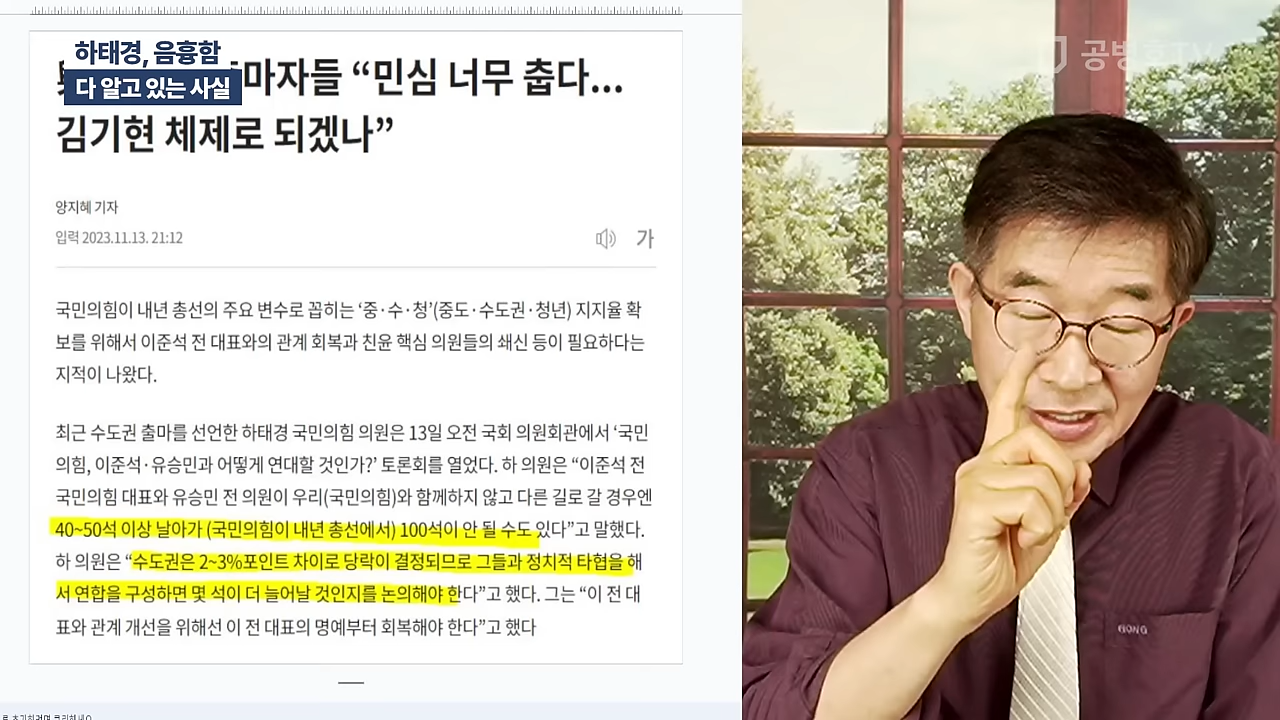 하태경, 음흉함
다 알고 있는 사실
마자들 “민심 너무 춥다...
김기현 체제로 되겠나”
양지혜 기자
입력 2023.11.13. 21:12
가
국민의힘이 내년 총선의 주요 변수로 꼽히는 ‘중·수·청’(중도·수도권·청년) 지지율 확
보를 위해서 이준석 전 대표와의 관계 회복과 친윤 핵심 의원들의 쇄신 등이 필요하다는
지적이 나왔다.
최근 수도권 출마를 선언한 하태경 국민의힘 의원은 13일 오전 국회 의원회관에서 ‘국민
의힘, 이준석·유승민과 어떻게 연대할 것인가?’ 토론회를 열었다. 하 의원은 “이준석 전
국민의힘 대표와 유승민 전 의원이 우리(국민의힘)와 함께하지 않고 다른 길로 갈 경우엔
40~50석 이상 날아가 (국민의힘이 내년 총선에서) 100석이 안 될 수도 있다”고 말했다.
하 의원은 “수도권은 2~3%포인트 차이로 당락이 결정되므로 그들과 정치적 타협을 해
서 연합을 구성하면 몇 석이 더 늘어날 것인지를 논의해야 한다”고 했다. 그는 “이 전 대
표와 관계 개선을 위해선 이 전 대표의 명예부터 회복해야 한다”고 했다
공병호TV
GONG